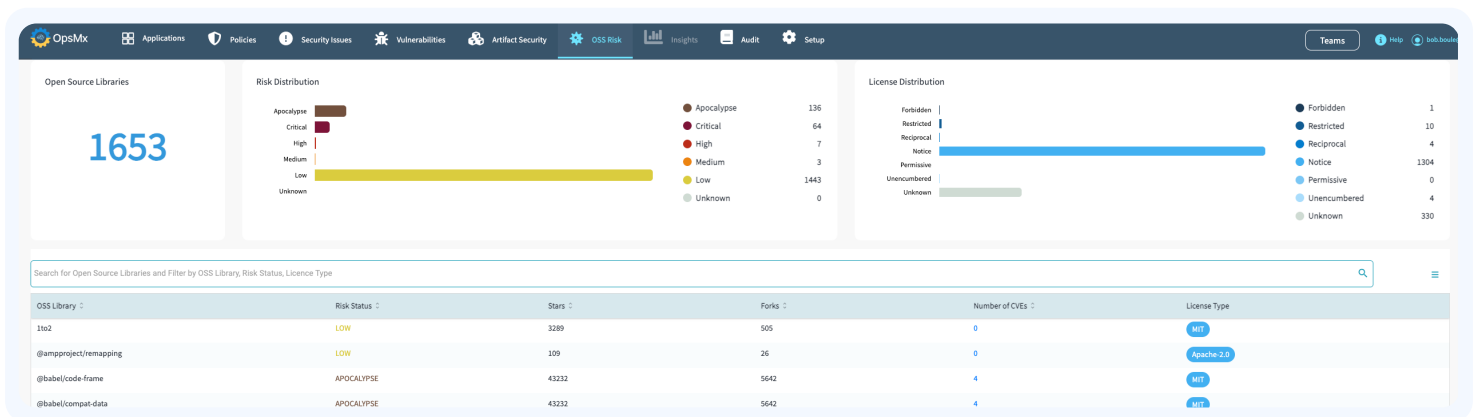 OpsMx Applications Policies Security Issues Vulnerabilities Artifact Security OSS Risk Insights Audit Setup Teams Help
Open Source Libraries
1653
Risk Distribution
Apocalypse
Critical
High
Medium
Low
Unknown
Apocalypse 136
Critical 64
High 7
Medium 3
Low 1443
Unknown 0
License Distribution
Forbidden
Restricted
Reciprocal
Notice
Permissive
Unencumbered
Unknown
Forbidden 1
Restricted 10
Reciprocal 4
Notice 1304
Permissive 0
Unencumbered 4
Unknown 330
Search for Open Source Libraries and Filter by OSS Library, Risk Status, Licence Type
OSS Library Risk Status Stars Forks Number of CVEs License Type
1to2 LOW 3289 505 0 MIT
@ampproject/remapping LOW 109 26 0 Apache-2.0
@babel/code-frame APOCALYPSE 43232 5642 4 MIT
@babel/compat-data APOCALYPSE 43232 5642 4 MIT